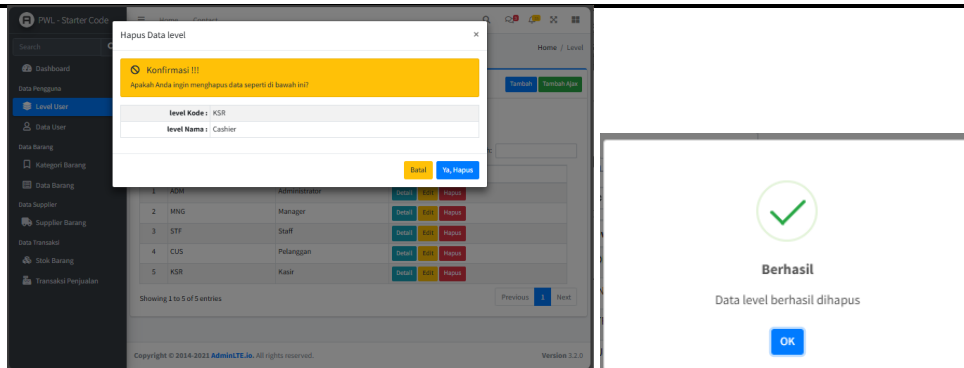 PWL - Starter Code
Home Contact
Search
Home / Level
Dashboard
Data Pengguna
Level User
Data User
Data Barang
Kategori Barang
Data Barang
Data Supplier
Supplier Barang
Data Transaksi
Stok Barang
Transaksi Penjualan
Tambah Tambah Ajax
Hapus Data level ×
Konfirmasi !!!
Apakah Anda ingin menghapus data seperti di bawah ini?
level Kode : KSR
level Nama : Cashier
Batal Ya, Hapus
1 ADM Administrator Detail Edit Hapus
2 MNG Manager Detail Edit Hapus
3 STF Staff Detail Edit Hapus
4 CUS Pelanggan Detail Edit Hapus
5 KSR Kasir Detail Edit Hapus
Showing 1 to 5 of 5 entries
Previous 1 Next
Copyright © 2014-2021 AdminLTE.io. All rights reserved.
Version 3.2.0
Berhasil
Data level berhasil dihapus
OK